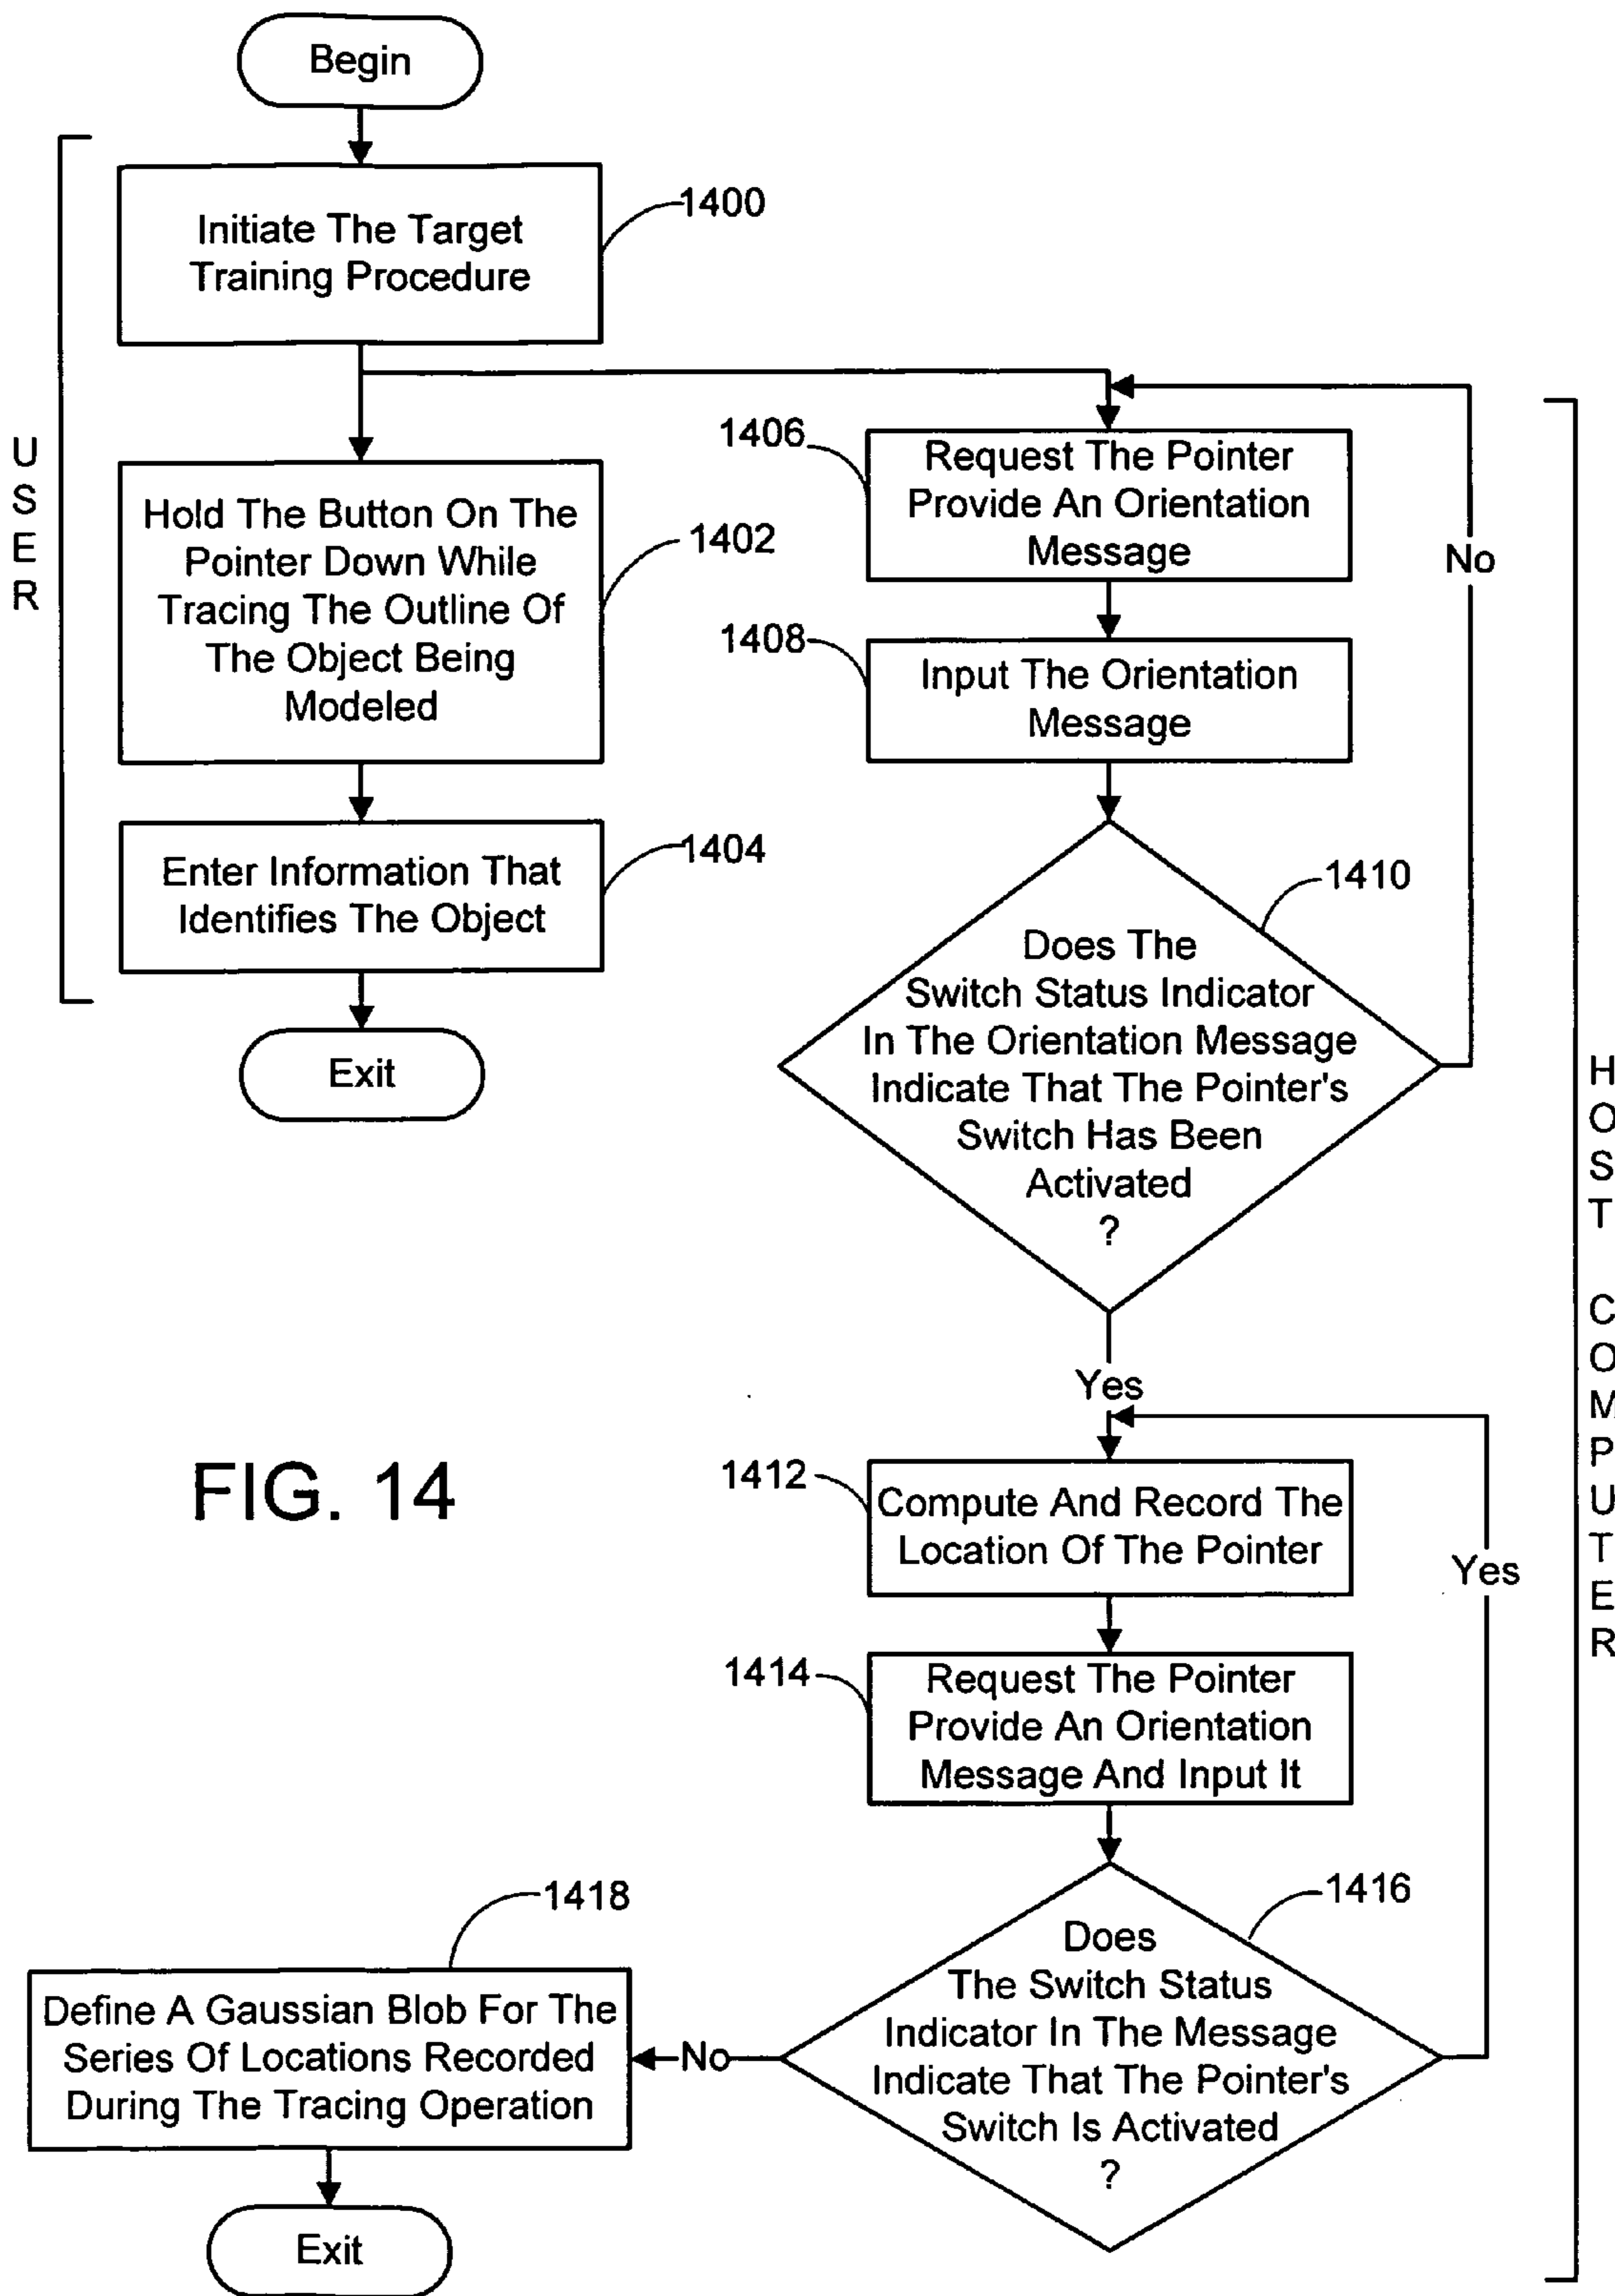 Begin
Initiate The Target
Training Procedure
1400
USER
Hold The Button On The
Pointer Down While
Tracing The Outline Of
The Object Being
Modeled
1402
Enter Information That
Identifies The Object
1404
Exit
1406
Request The Pointer
Provide An Orientation
Message
No
1408
Input The Orientation
Message
1410
Does The
Switch Status Indicator
In The Orientation Message
Indicate That The Pointer's
Switch Has Been
Activated
?
HOST COMPUTER
Yes
FIG. 14
1412
Compute And Record The
Location Of The Pointer
Yes
1414
Request The Pointer
Provide An Orientation
Message And Input It
1416
Does
The Switch Status
Indicator In The Message
Indicate That The Pointer's
Switch Is Activated
?
No
1418
Define A Gaussian Blob For The
Series Of Locations Recorded
During The Tracing Operation
Exit